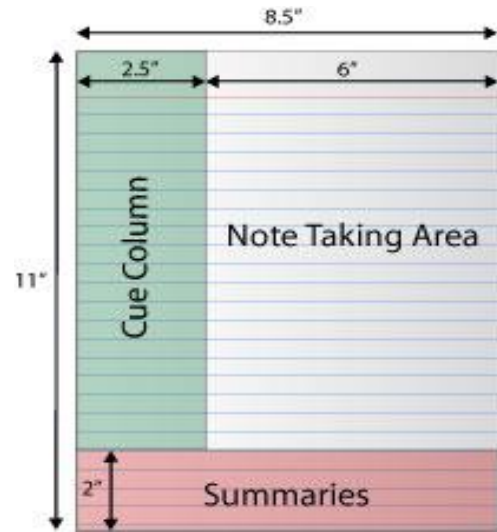 8.5”
2.5”
6”
Cue Column
Note Taking Area
11”
2”
Summaries